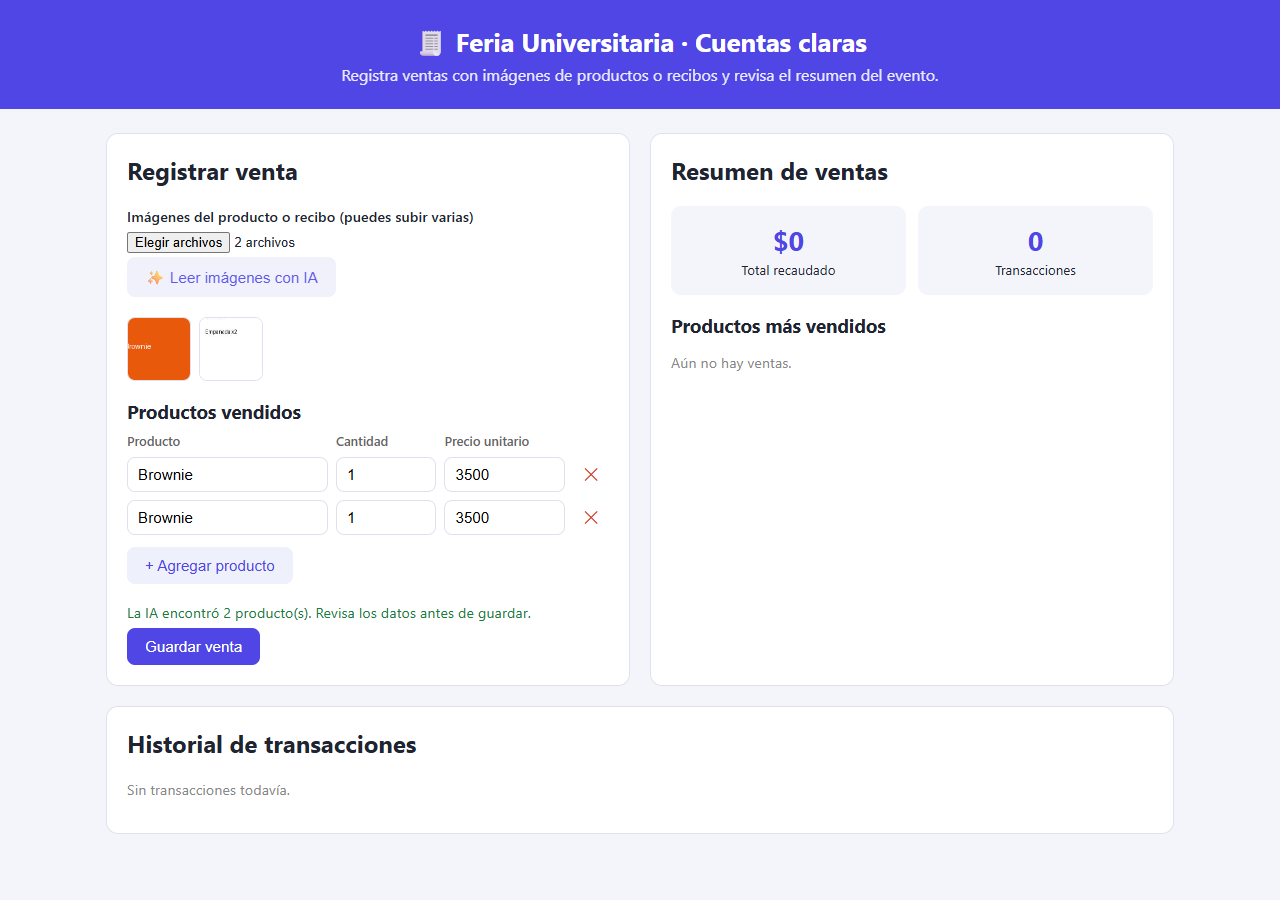 🧾 Feria Universitaria · Cuentas claras
Registra ventas con imágenes de productos o recibos y revisa el resumen del evento.
Registrar venta
Imágenes del producto o recibo (puedes subir varias)
Elegir archivos 2 archivos
✨ Leer imágenes con IA
Brownie
Empanada x2
Productos vendidos
Producto Cantidad Precio unitario
Brownie 1 3500
Brownie 1 3500
+ Agregar producto
La IA encontró 2 producto(s). Revisa los datos antes de guardar.
Guardar venta
Resumen de ventas
$0
Total recaudado
0
Transacciones
Productos más vendidos
Aún no hay ventas.
Historial de transacciones
Sin transacciones todavía.